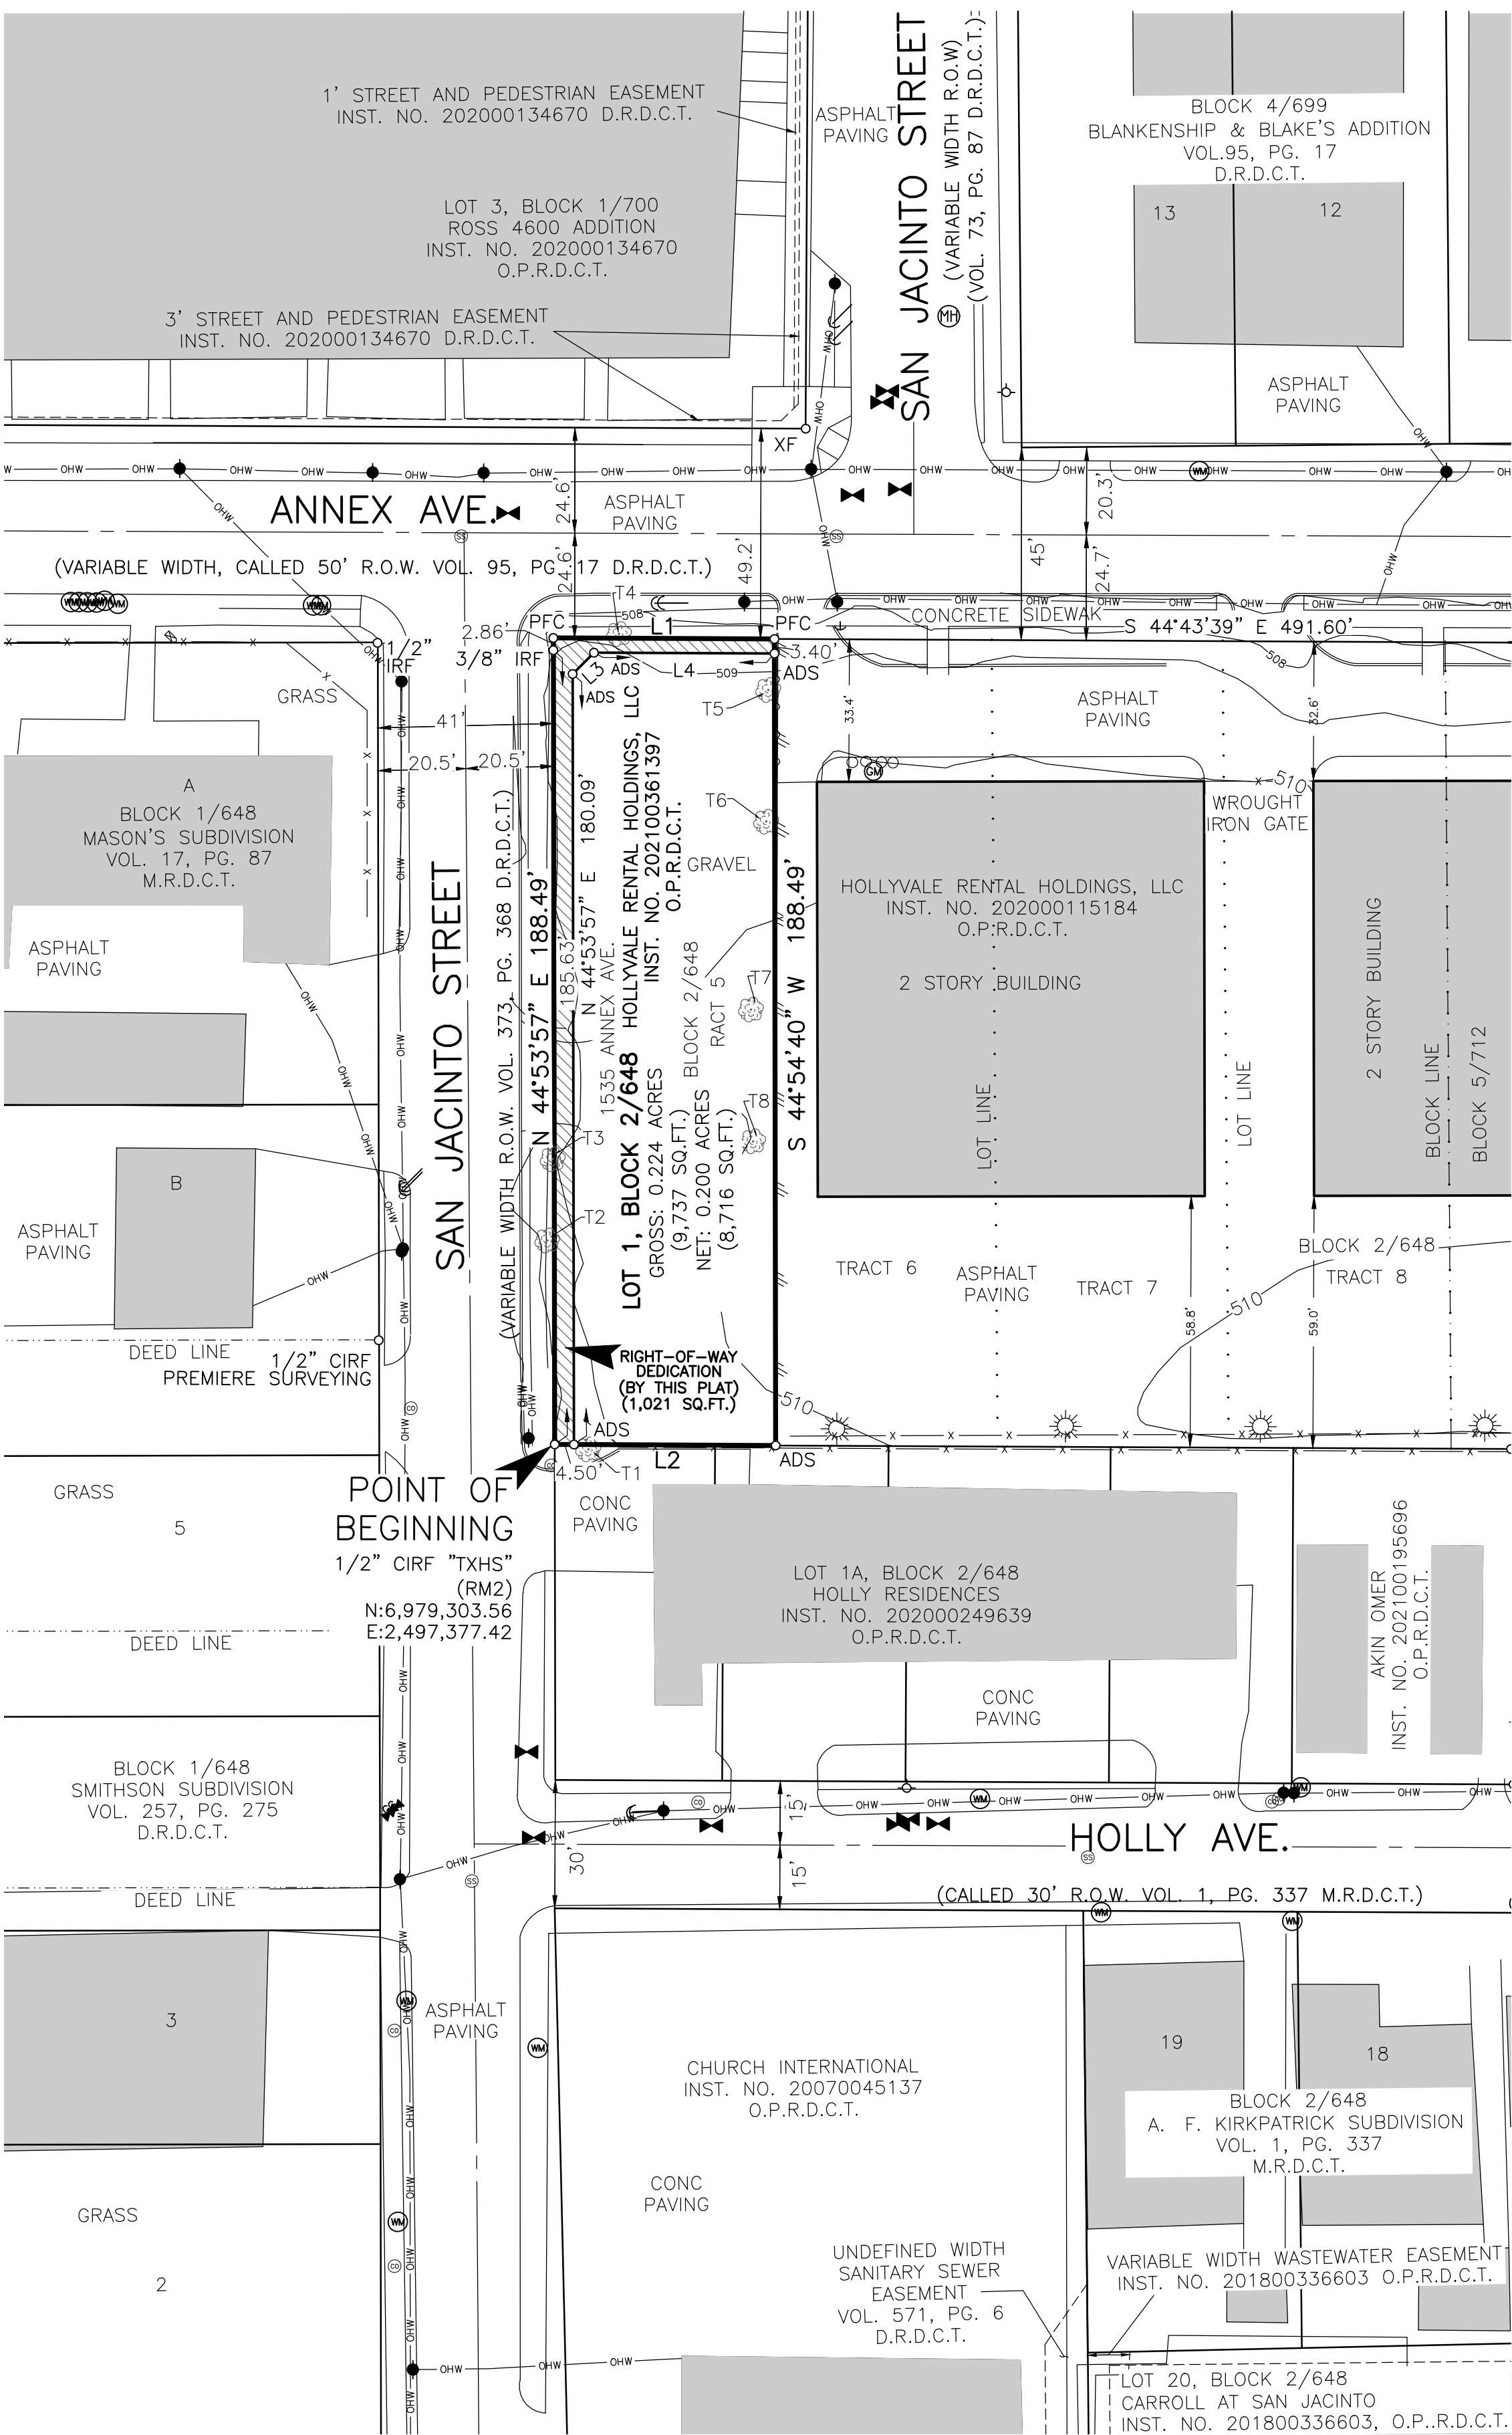 1' STREET AND PEDESTRIAN EASEMENT
INST. NO. 202000134670 D.R.D.C.T.
LOT 3, BLOCK 1/700
ROSS 4600 ADDITION
INST. NO. 202000134670
O.P.R.D.C.T.
3' STREET AND PEDESTRIAN EASEMENT
INST. NO. 202000134670 D.R.D.C.T.
ASPHALT
PAVING
SAN JACINTO STREET
(VARIABLE WIDTH R.O.W)
(VOL. 73, PG. 87 D.R.D.C.T.)
MH
BLOCK 4/699
BLANKENSHIP & BLAKE'S ADDITION
VOL.95, PG. 17
D.R.D.C.T.
13
12
ASPHALT
PAVING
XF
OHW
ANNEX AVE.
ASPHALT
PAVING
24.6'
24.6'
49.2'
45'
20.3'
24.7'
(VARIABLE WIDTH, CALLED 50' R.O.W. VOL. 95, PG. 17 D.R.D.C.T.)
SS
WM
T4
508
L1
PFC
PFC
2.86'
3/8" IRF
1/2"
IRF
CONCRETE SIDEWAK
S 44°43'39" E 491.60'
508
3.40'
ADS
L3
ADS
L4
509
ADS
T5
GRASS
41'
20.5'
20.5'
33.4'
32.6'
ASPHALT
PAVING
GM
510
WROUGHT
IRON GATE
A
BLOCK 1/648
MASON'S SUBDIVISION
VOL. 17, PG. 87
M.R.D.C.T.
ASPHALT
PAVING
SAN JACINTO STREET
(VARIABLE WIDTH R.O.W. VOL. 373, PG. 368 D.R.D.C.T.)
N 44°53'57" E 188.49'
185.63'
N 44°53'57" E 180.09'
1535 ANNEX AVE.
LOT 1, BLOCK 2/648
HOLLYVALE RENTAL HOLDINGS, LLC
INST. NO. 202100361397
O.P.R.D.C.T.
GROSS: 0.224 ACRES
(9,737 SQ.FT.)
NET: 0.200 ACRES
(8,716 SQ.FT.)
BLOCK 2/648
RACT 5
GRAVEL
T6
T7
T8
T3
T2
S 44°54'40" W 188.49'
HOLLYVALE RENTAL HOLDINGS, LLC
INST. NO. 202000115184
O.P.R.D.C.T.
2 STORY BUILDING
LOT LINE
LOT LINE
2 STORY BUILDING
BLOCK LINE
BLOCK 5/712
B
ASPHALT
PAVING
DEED LINE
1/2" CIRF
PREMIERE SURVEYING
TRACT 6
ASPHALT
PAVING
TRACT 7
BLOCK 2/648
TRACT 8
510
58.8'
59.0'
RIGHT-OF-WAY
DEDICATION
(BY THIS PLAT)
(1,021 SQ.FT.)
510
ADS
L2
ADS
4.50'
T1
CO
POINT OF
BEGINNING
1/2" CIRF "TXHS"
(RM2)
N:6,979,303.56
E:2,497,377.42
GRASS
5
DEED LINE
CONC
PAVING
LOT 1A, BLOCK 2/648
HOLLY RESIDENCES
INST. NO. 202000249639
O.P.R.D.C.T.
AKIN OMER
INST. NO. 202100195696
O.P.R.D.C.T.
CONC
PAVING
BLOCK 1/648
SMITHSON SUBDIVISION
VOL. 257, PG. 275
D.R.D.C.T.
DEED LINE
30'
15'
15'
HOLLY AVE.
(CALLED 30' R.O.W. VOL. 1, PG. 337 M.R.D.C.T.)
3
ASPHALT
PAVING
CHURCH INTERNATIONAL
INST. NO. 20070045137
O.P.R.D.C.T.
19
18
BLOCK 2/648
A. F. KIRKPATRICK SUBDIVISION
VOL. 1, PG. 337
M.R.D.C.T.
GRASS
2
CONC
PAVING
UNDEFINED WIDTH
SANITARY SEWER
EASEMENT
VOL. 571, PG. 6
D.R.D.C.T.
VARIABLE WIDTH WASTEWATER EASEMENT
INST. NO. 201800336603 O.P.R.D.C.T.
LOT 20, BLOCK 2/648
CARROLL AT SAN JACINTO
INST. NO. 201800336603, O.P..R.D.C.T.